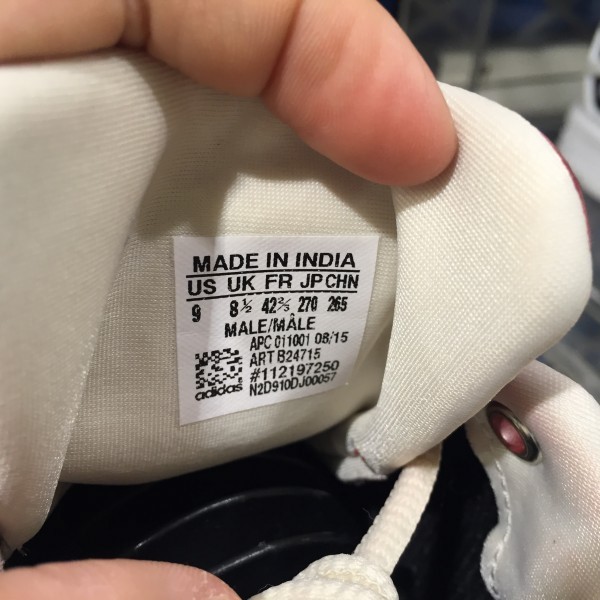 MADE IN INDIA
US UK FR JP CHN
9 8½ 42⅔ 270 265
MALE/MÂLE
APC 011001 08/15
ART B24715
#112197250
adidas N2D910DJ00057